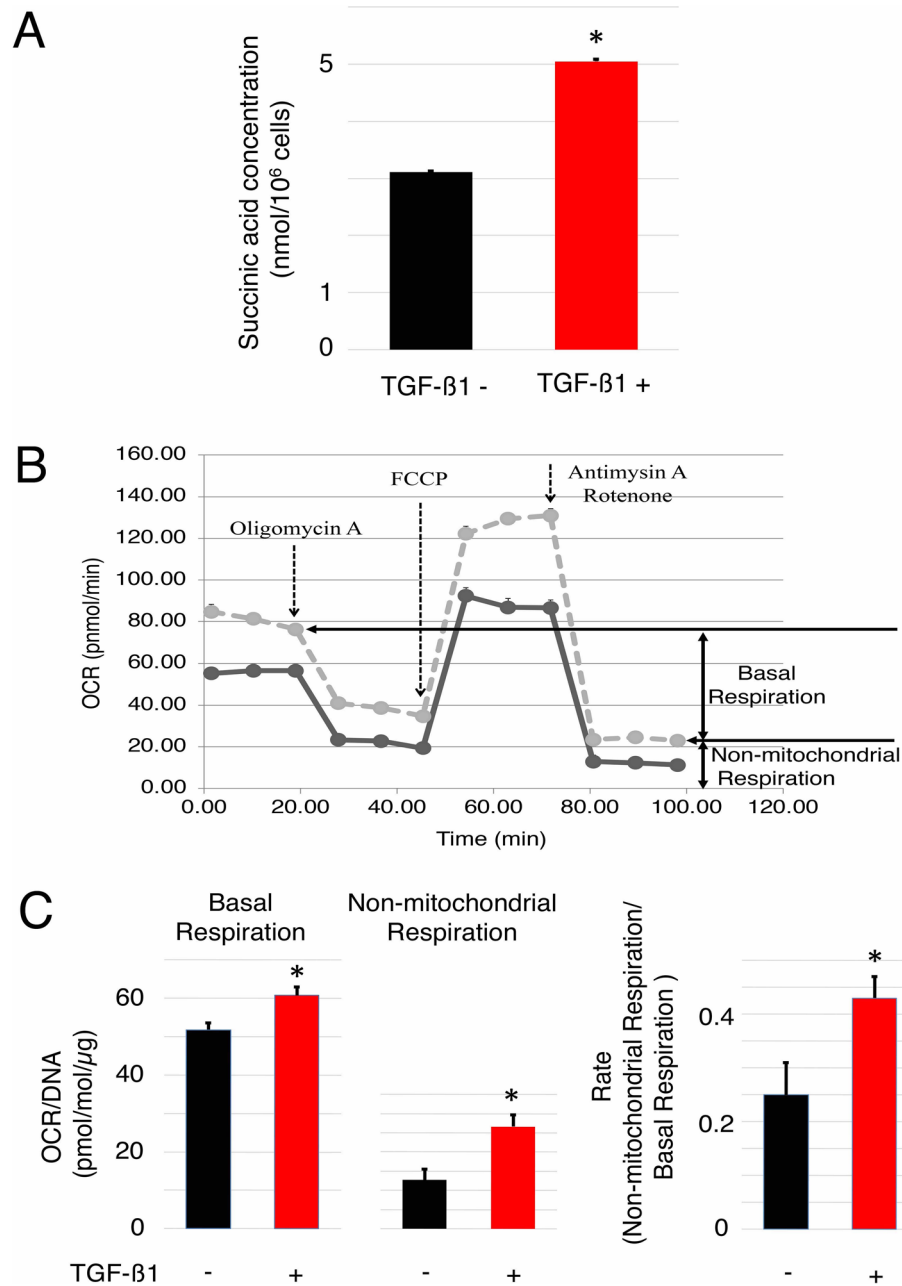 A
Succinic acid concentration
(nmol/10⁶ cells)
5
1
0
*
TGF-ß1 -
TGF-ß1 +
B
OCR (pnmol/min)
160.00
140.00
120.00
100.00
80.00
60.00
40.00
20.00
0.00
Oligomycin A
FCCP
Antimysin A
Rotenone
Basal
Respiration
Non-mitochondrial
Respiration
0.00 20.00 40.00 60.00 80.00 100.00 120.00
Time (min)
C
Basal
Respiration
Non-mitochondrial
Respiration
OCR/DNA
(pmol/mol/µg)
60
40
20
0
*
*
Rate
(Non-mitochondrial Respiration/
Basal Respiration )
0.4
0.2
0
*
TGF-ß1 - + - + - +